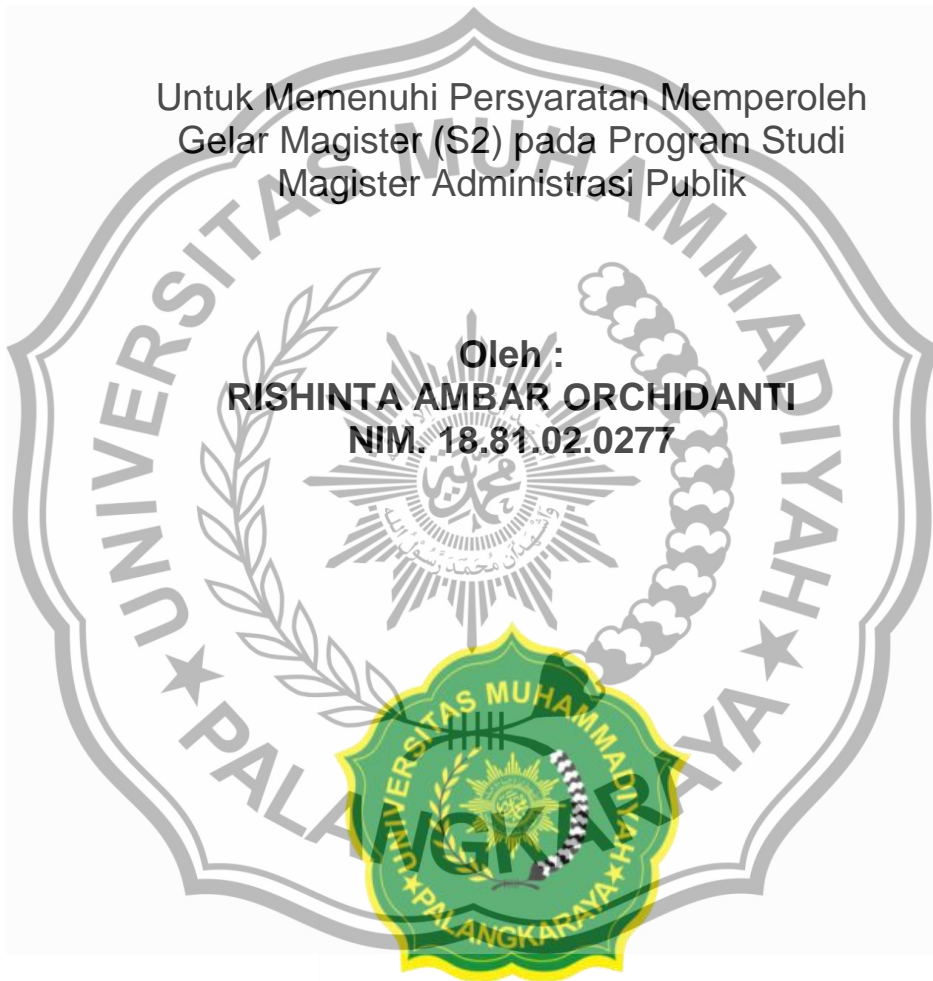 Untuk Memenuhi Persyaratan Memperoleh
Gelar Magister (S2) pada Program Studi
Magister Administrasi Publik
Oleh :
RISHINTA AMBAR ORCHIDANTI
NIM. 18.81.02.0277
UNIVERSITAS MUHAMMADIYAH
PALANGKARAYA
UNIVERSITAS MUHAMMADIYAH
PALANGKARAYA